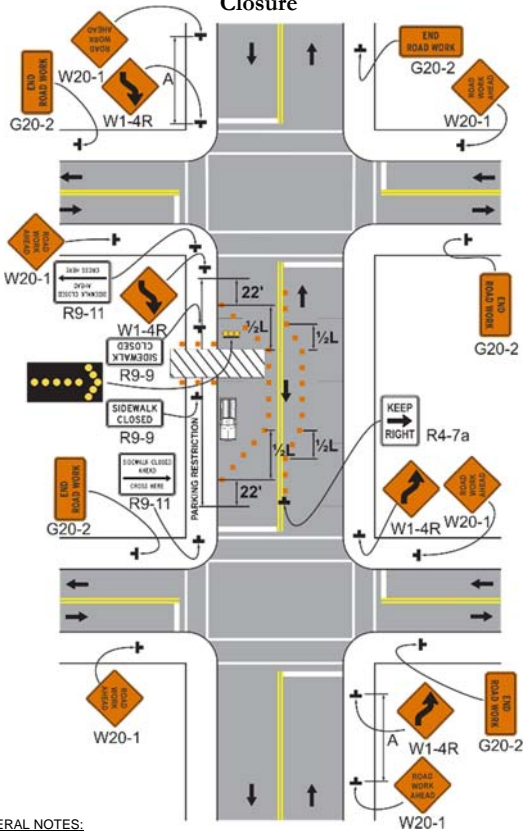 Closure
ROAD
WORK
AHEAD
W20-1
END
ROAD WORK
G20-2
W1-4R
A
END
ROAD WORK
G20-2
ROAD
WORK
AHEAD
W20-1
ROAD
WORK
AHEAD
W20-1
SIDEWALK CLOSED
AHEAD
CROSS HERE
R9-11
W1-4R
22'
½L
½L
SIDEWALK
CLOSED
R9-9
END
ROAD WORK
G20-2
SIDEWALK
CLOSED
R9-9
PARKING RESTRICTION
SIDEWALK CLOSED
AHEAD
CROSS HERE
R9-11
½L
½L
22'
KEEP
RIGHT
R4-7a
END
ROAD WORK
G20-2
W1-4R
ROAD
WORK
AHEAD
W20-1
ROAD
WORK
AHEAD
W20-1
END
ROAD WORK
G20-2
A
W1-4R
ROAD
WORK
AHEAD
W20-1
ERAL NOTES: